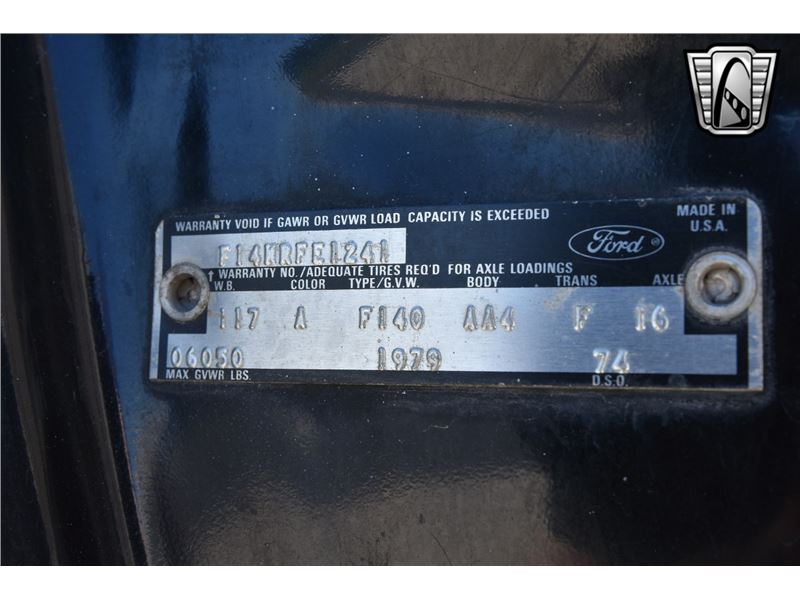 WARRANTY VOID IF GAWR OR GVWR LOAD CAPACITY IS EXCEEDED
MADE IN
U.S.A.
Ford
F14HRFE1241
WARRANTY NO./ADEQUATE TIRES REQ'D FOR AXLE LOADINGS
W.B. COLOR TYPE/G.V.W. BODY TRANS AXLE
117 A F140 AA4 F 16
06050 1979 74
MAX GVWR LBS. D.S.O.